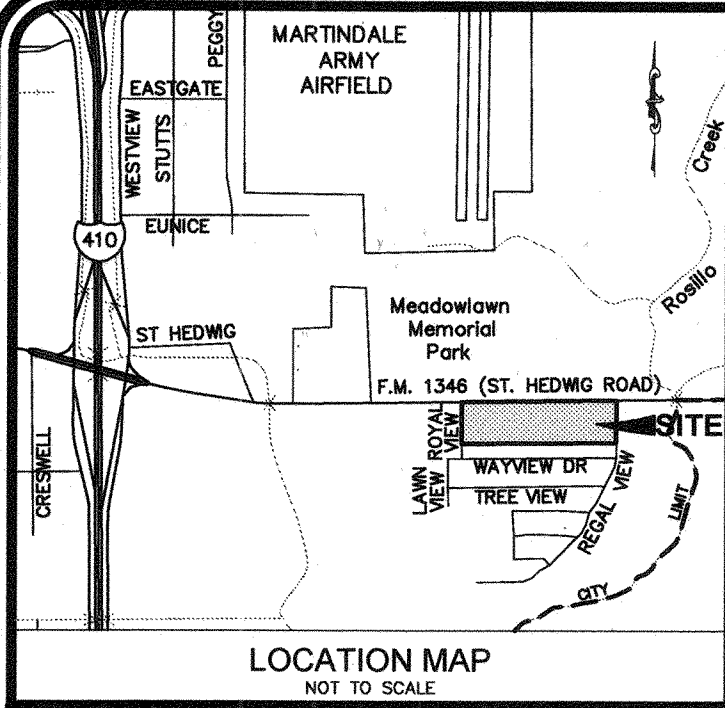 MARTINDALE
ARMY
AIRFIELD
PEGGY
EASTGATE
WESTVIEW
STUTTS
EUNICE
410
Creek
Rosillo
Meadowlawn
Memorial
Park
ST HEDWIG
F.M. 1346 (ST. HEDWIG ROAD)
CRESWELL
ROYAL
VIEW
SITE
LAWN
VIEW
WAYVIEW DR
TREE VIEW
REGAL VIEW
CITY
LIMIT
LOCATION MAP
NOT TO SCALE